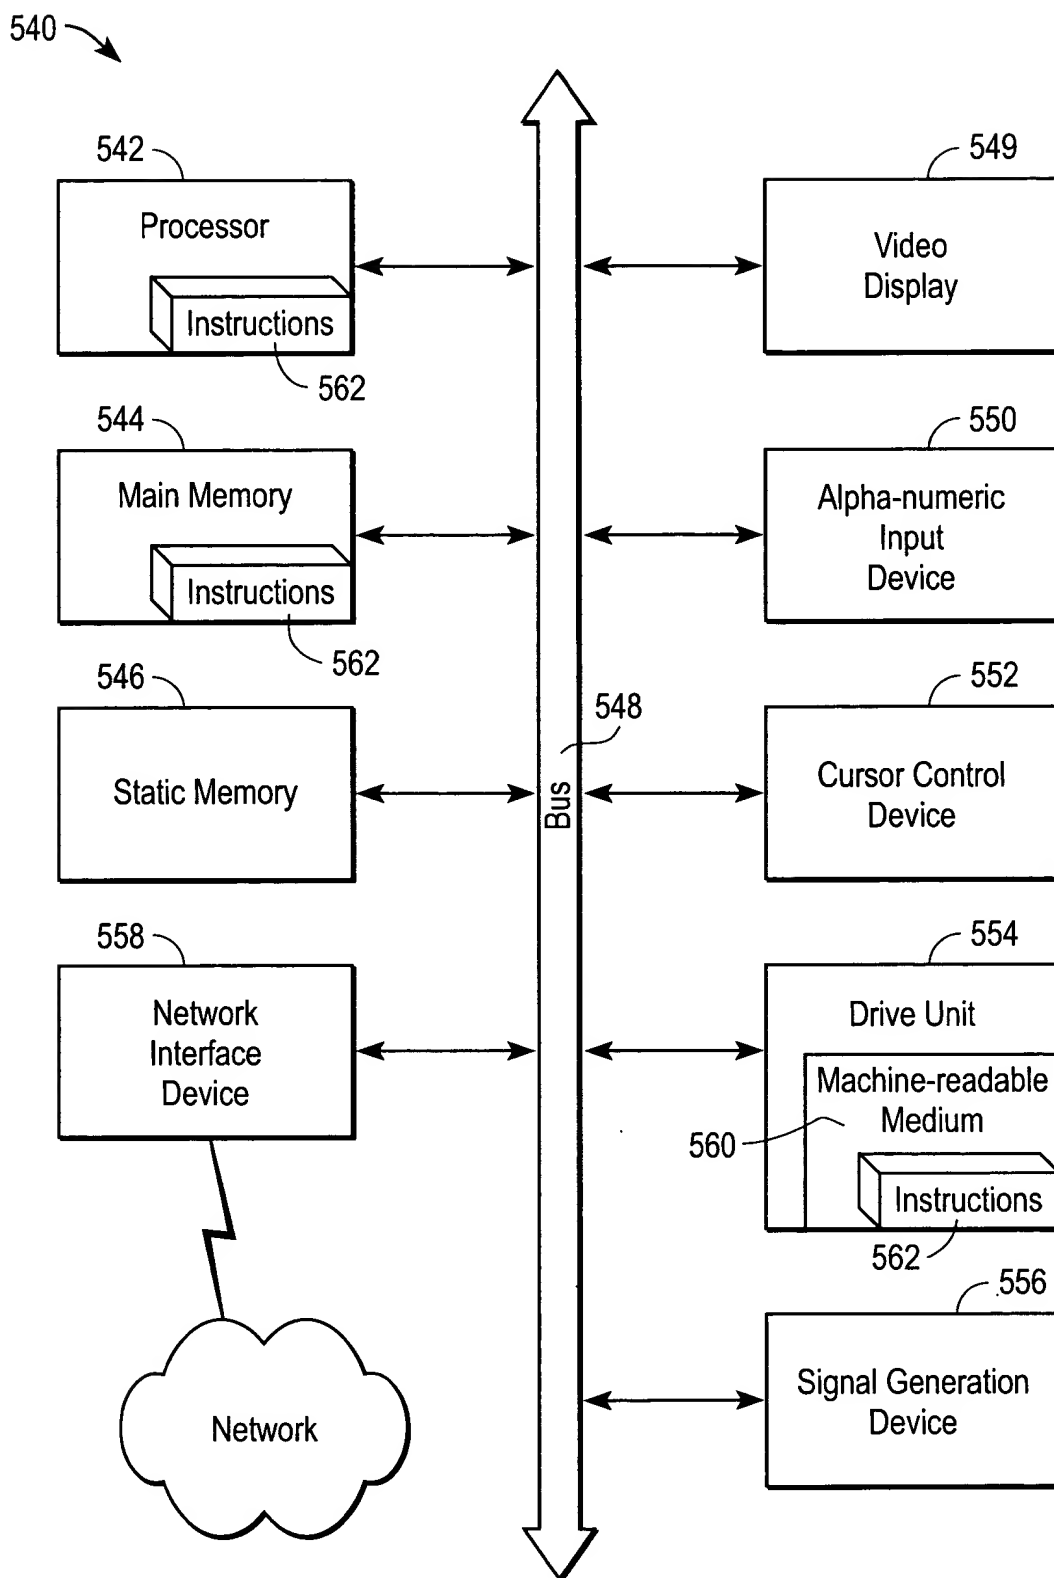 540
542
Processor
Instructions
562
544
Main Memory
Instructions
562
546
Static Memory
558
Network
Interface
Device
Network
548
Bus
549
Video
Display
550
Alpha-numeric
Input
Device
552
Cursor Control
Device
554
Drive Unit
Machine-readable
Medium
560
Instructions
562
556
Signal Generation
Device